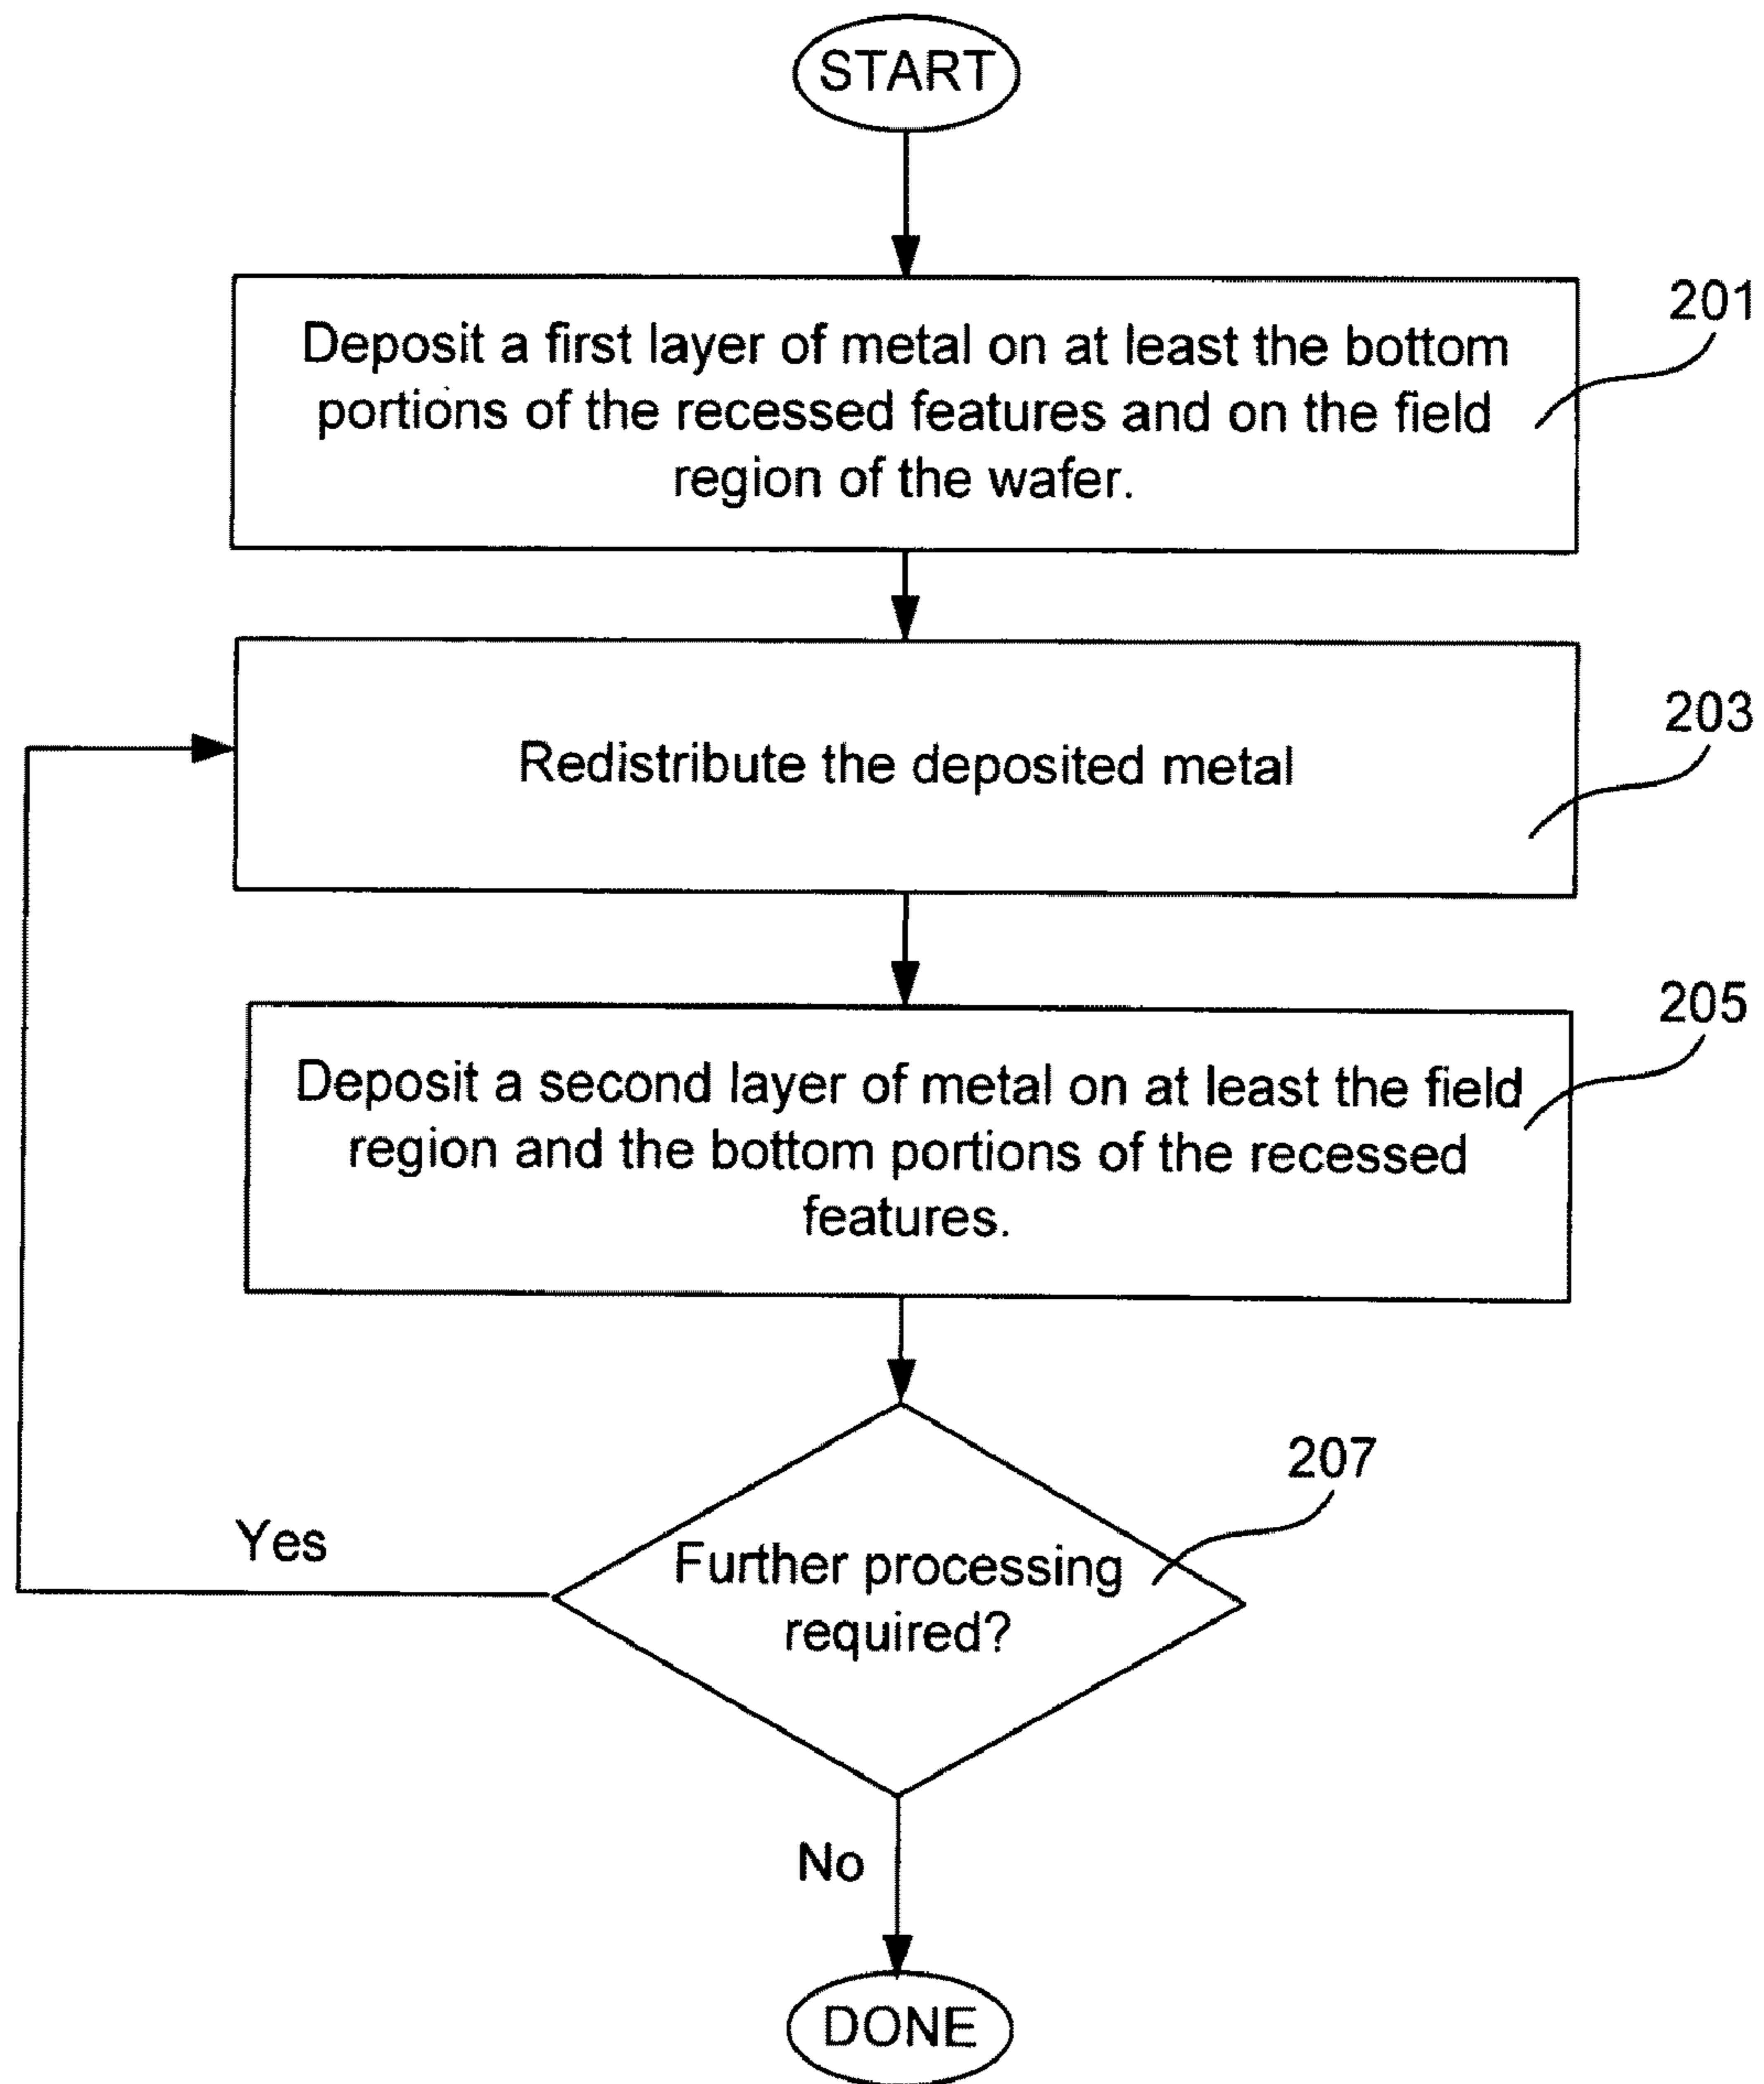 START
201
Deposit a first layer of metal on at least the bottom
portions of the recessed features and on the field
region of the wafer.
203
Redistribute the deposited metal
205
Deposit a second layer of metal on at least the field
region and the bottom portions of the recessed
features.
207
Further processing
required?
Yes
No
DONE